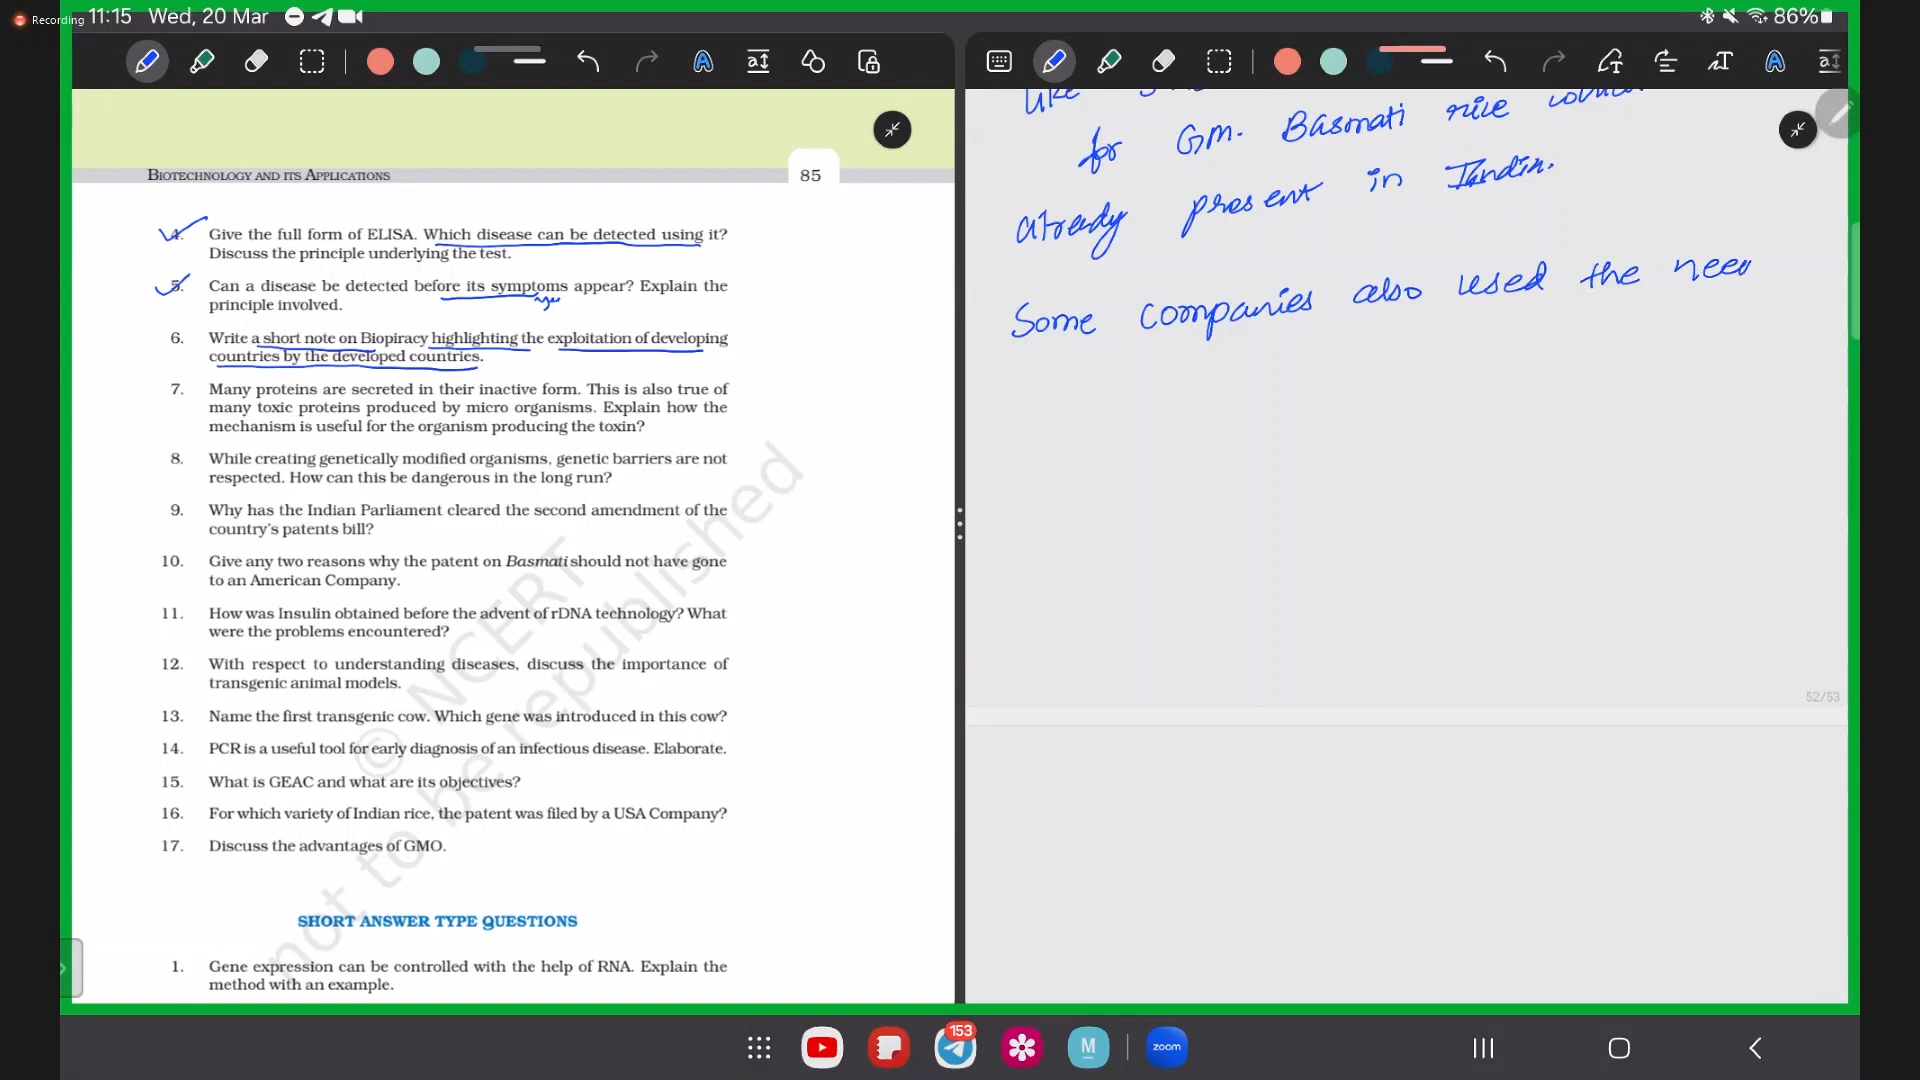 Recording 11:15 Wed, 20 Mar 86%
BIOTECHNOLOGY AND ITS APPLICATIONS 85
4. Give the full form of ELISA. Which disease can be detected using it?
Discuss the principle underlying the test.
5. Can a disease be detected before its symptoms appear? Explain the
principle involved.
6. Write a short note on Biopiracy highlighting the exploitation of developing
countries by the developed countries.
7. Many proteins are secreted in their inactive form. This is also true of
many toxic proteins produced by micro organisms. Explain how the
mechanism is useful for the organism producing the toxin?
8. While creating genetically modified organisms, genetic barriers are not
respected. How can this be dangerous in the long run?
9. Why has the Indian Parliament cleared the second amendment of the
country's patents bill?
10. Give any two reasons why the patent on Basmati should not have gone
to an American Company.
11. How was Insulin obtained before the advent of rDNA technology? What
were the problems encountered?
12. With respect to understanding diseases, discuss the importance of
transgenic animal models.
13. Name the first transgenic cow. Which gene was introduced in this cow?
14. PCR is a useful tool for early diagnosis of an infectious disease. Elaborate.
15. What is GEAC and what are its objectives?
16. For which variety of Indian rice, the patent was filed by a USA Company?
17. Discuss the advantages of GMO.
SHORT ANSWER TYPE QUESTIONS
1. Gene expression can be controlled with the help of RNA. Explain the
method with an example.
© NCERT
not to be republished
like
for GM. Basmati rice
already present in
Some companies also used the
52/53
153
M
zoom